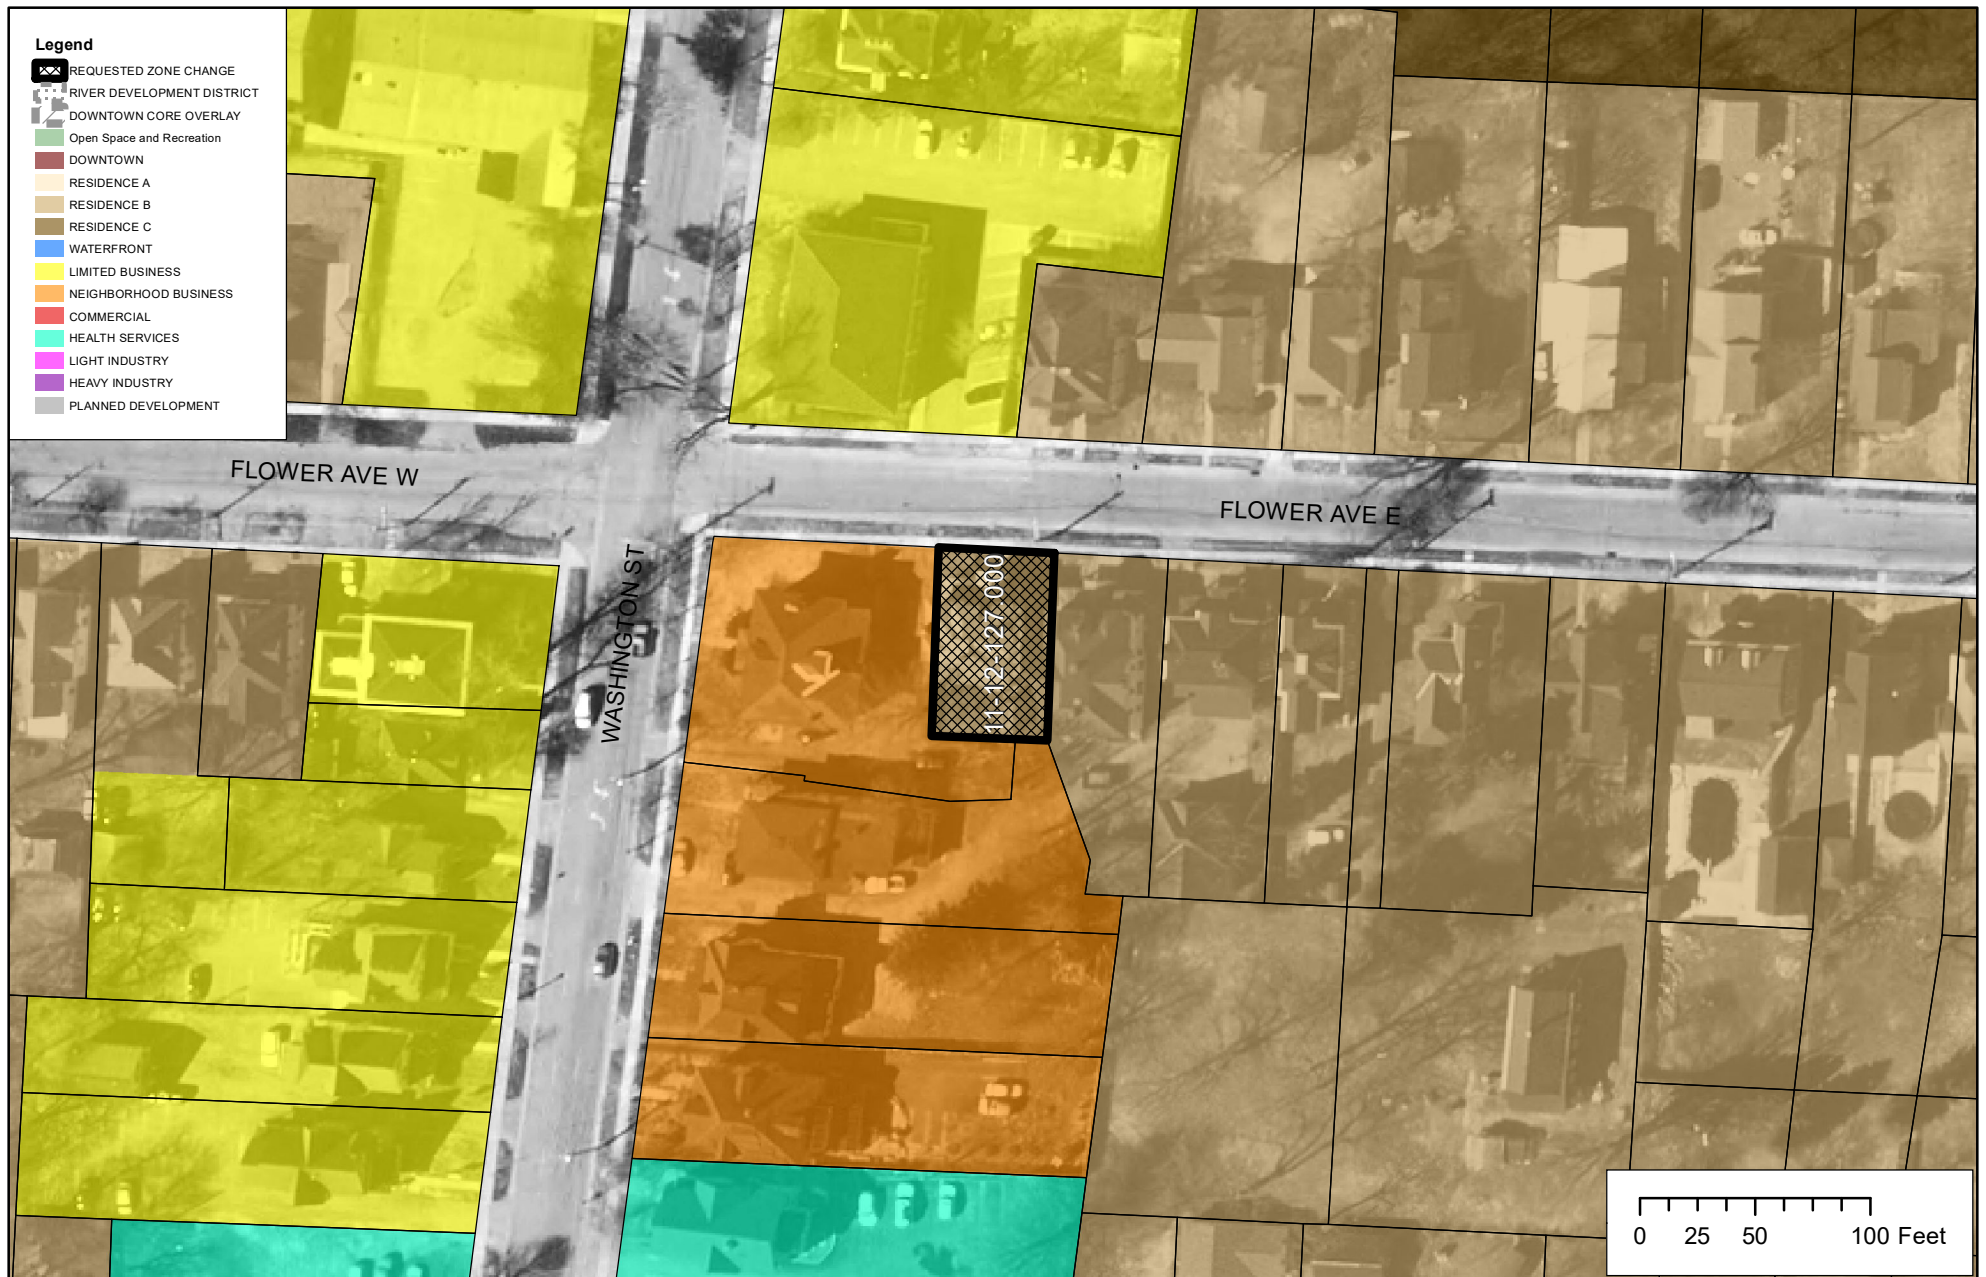 Legend
REQUESTED ZONE CHANGE
RIVER DEVELOPMENT DISTRICT
DOWNTOWN CORE OVERLAY
Open Space and Recreation
DOWNTOWN
RESIDENCE A
RESIDENCE B
RESIDENCE C
WATERFRONT
LIMITED BUSINESS
NEIGHBORHOOD BUSINESS
COMMERCIAL
HEALTH SERVICES
LIGHT INDUSTRY
HEAVY INDUSTRY
PLANNED DEVELOPMENT
FLOWER AVE W
FLOWER AVE E
WASHINGTON ST
11-12-127.000
0 25 50 100 Feet